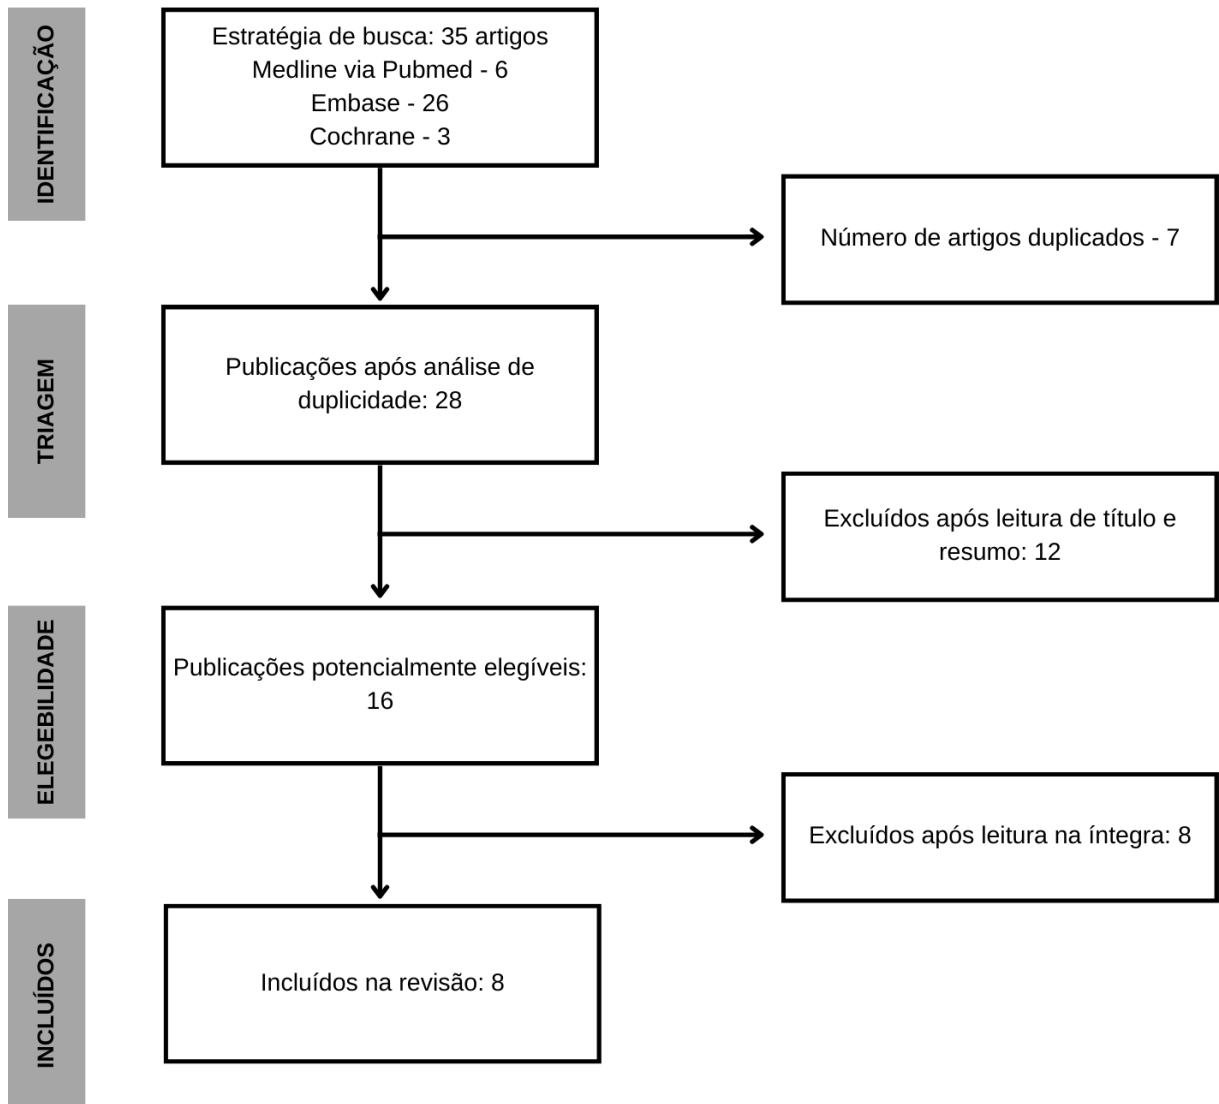 IDENTIFICAÇÃO
Estratégia de busca: 35 artigos
Medline via Pubmed - 6
Embase - 26
Cochrane - 3
Número de artigos duplicados - 7
TRIAGEM
Publicações após análise de
duplicidade: 28
Excluídos após leitura de título e
resumo: 12
ELEGEBILIDADE
Publicações potencialmente elegíveis:
16
Excluídos após leitura na íntegra: 8
INCLUÍDOS
Incluídos na revisão: 8